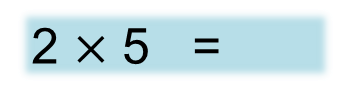 2 × 5 =